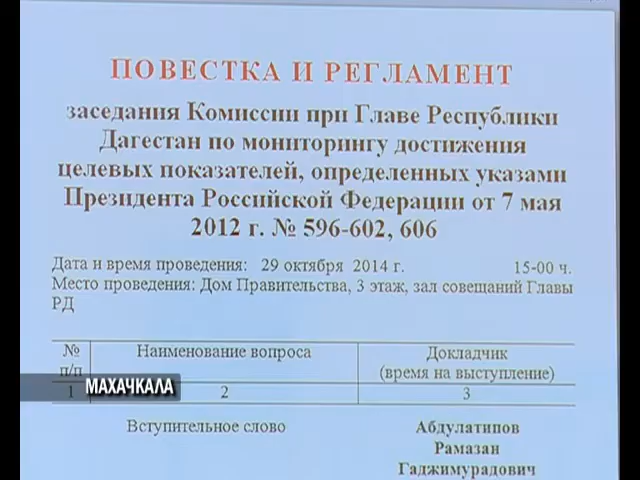 ПОВЕСТКА И РЕГЛАМЕНТ
заседания Комиссии при Главе Республики
Дагестан по мониторингу достижения
целевых показателей, определенных указами
Президента Российской Федерации от 7 мая
2012 г. № 596-602, 606
Дата и время проведения: 29 октября 2014 г. 15-00 ч.
Место проведения: Дом Правительства, 3 этаж, зал совещаний Главы
РД
№ Наименование вопроса Докладчик
п/п (время на выступление)
1 2 3
МАХАЧКАЛА
Вступительное слово Абдулатипов
Рамазан
Гаджимурадович